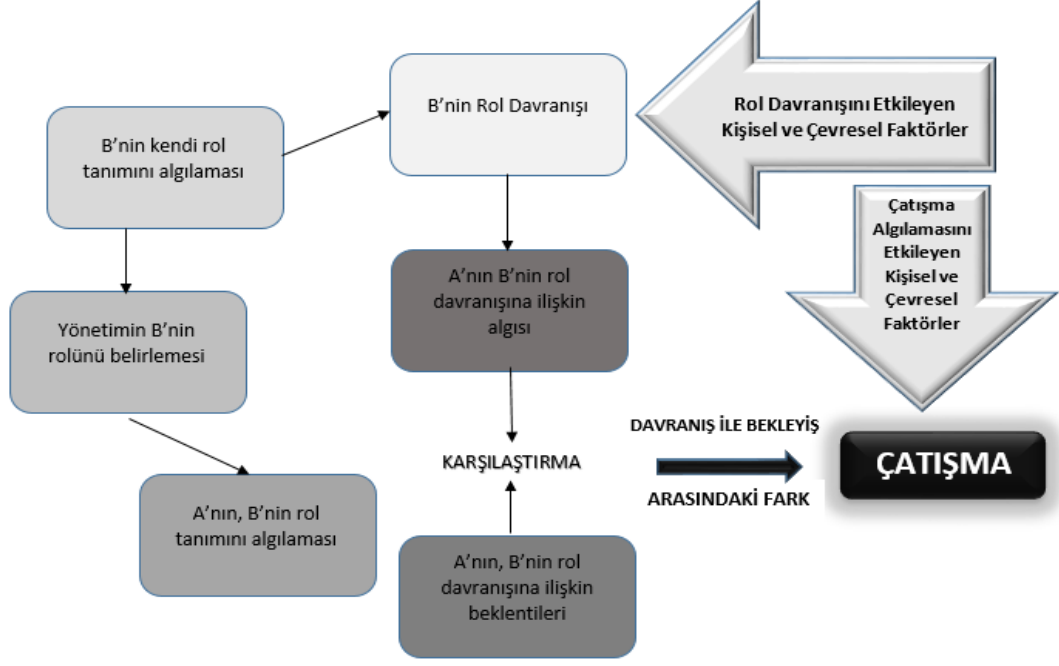 B’nin Rol Davranışı
Rol Davranışını Etkileyen
Kişisel ve Çevresel Faktörler
B’nin kendi rol
tanımını algılaması
Çatışma
Algılamasını
Etkileyen
Kişisel ve
Çevresel
Faktörler
A’nın B’nin rol
davranışına ilişkin
algısı
Yönetimin B’nin
rolünü belirlemesi
DAVRANIŞ İLE BEKLEYİŞ
KARŞILAŞTIRMA
ÇATIŞMA
ARASINDAKİ FARK
A’nın, B’nin rol
tanımını algılaması
A’nın, B’nin rol
davranışına ilişkin
beklentileri